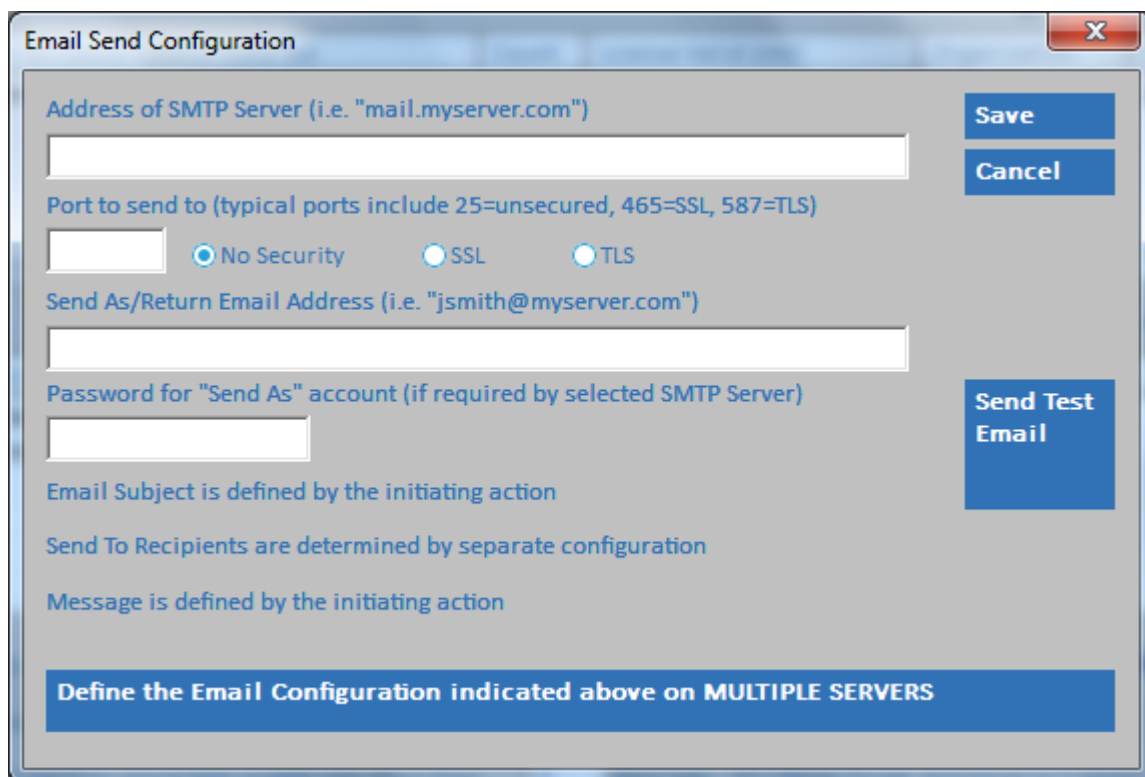 Email Send Configuration
Address of SMTP Server (i.e. "mail.myserver.com")
Save
Cancel
Port to send to (typical ports include 25=unsecured, 465=SSL, 587=TLS)
No Security
SSL
TLS
Send As/Return Email Address (i.e. "jsmith@myserver.com")
Password for "Send As" account (if required by selected SMTP Server)
Send Test
Email
Email Subject is defined by the initiating action
Send To Recipients are determined by separate configuration
Message is defined by the initiating action
Define the Email Configuration indicated above on MULTIPLE SERVERS